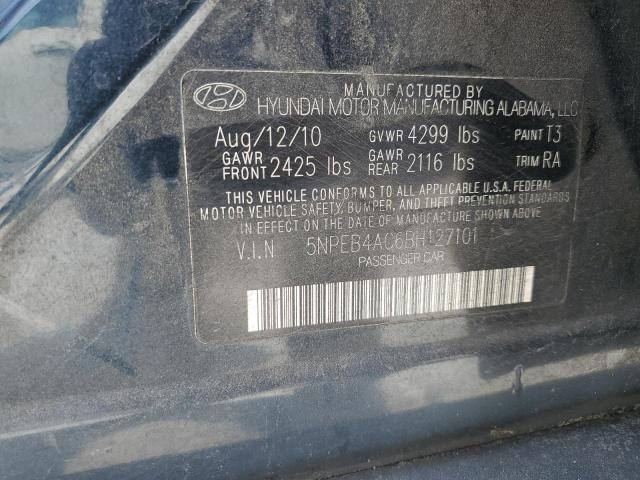 MANUFACTURED BY
HYUNDAI MOTOR MANUFACTURING ALABAMA, LLC
Aug/12/10 GVWR 4299 lbs PAINT T3
GAWR FRONT 2425 lbs GAWR REAR 2116 lbs TRIM RA
THIS VEHICLE CONFORMS TO ALL APPLICABLE U.S.A. FEDERAL
MOTOR VEHICLE SAFETY, BUMPER, AND THEFT PREVENTION STANDARDS
IN EFFECT ON THE DATE OF MANUFACTURE SHOWN ABOVE
V.I.N 5NPEB4AC6BH127101
PASSENGER CAR